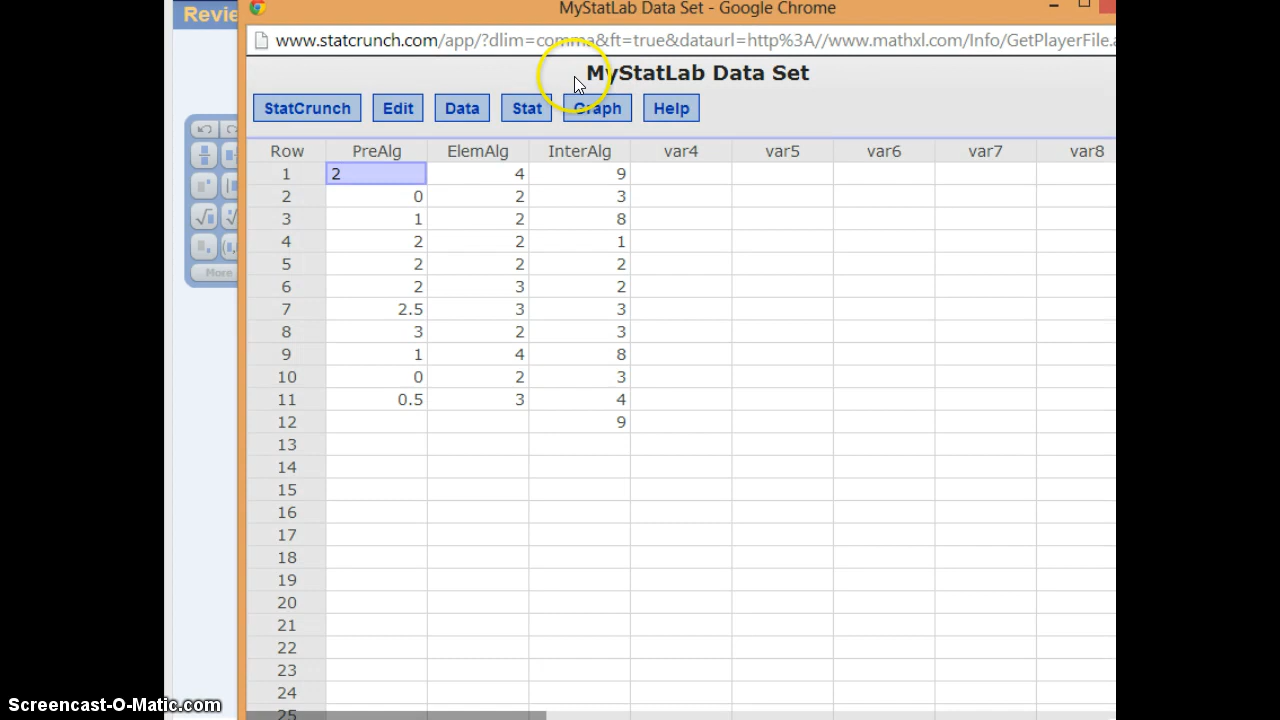 Revie
MyStatLab Data Set - Google Chrome
www.statcrunch.com/app/?dlim=comma&ft=true&dataurl=http%3A//www.mathxl.com/Info/GetPlayerFile.a
MyStatLab Data Set
StatCrunch Edit Data Stat Graph Help
Row PreAlg ElemAlg InterAlg var4 var5 var6 var7 var8
1 2 4 9
2 0 2 3
3 1 2 8
4 2 2 1
5 2 2 2
6 2 3 2
7 2.5 3 3
8 3 2 3
9 1 4 8
10 0 2 3
11 0.5 3 4
12 9
13
14
15
16
17
18
19
20
21
22
23
24
25
More
Screencast-O-Matic.com